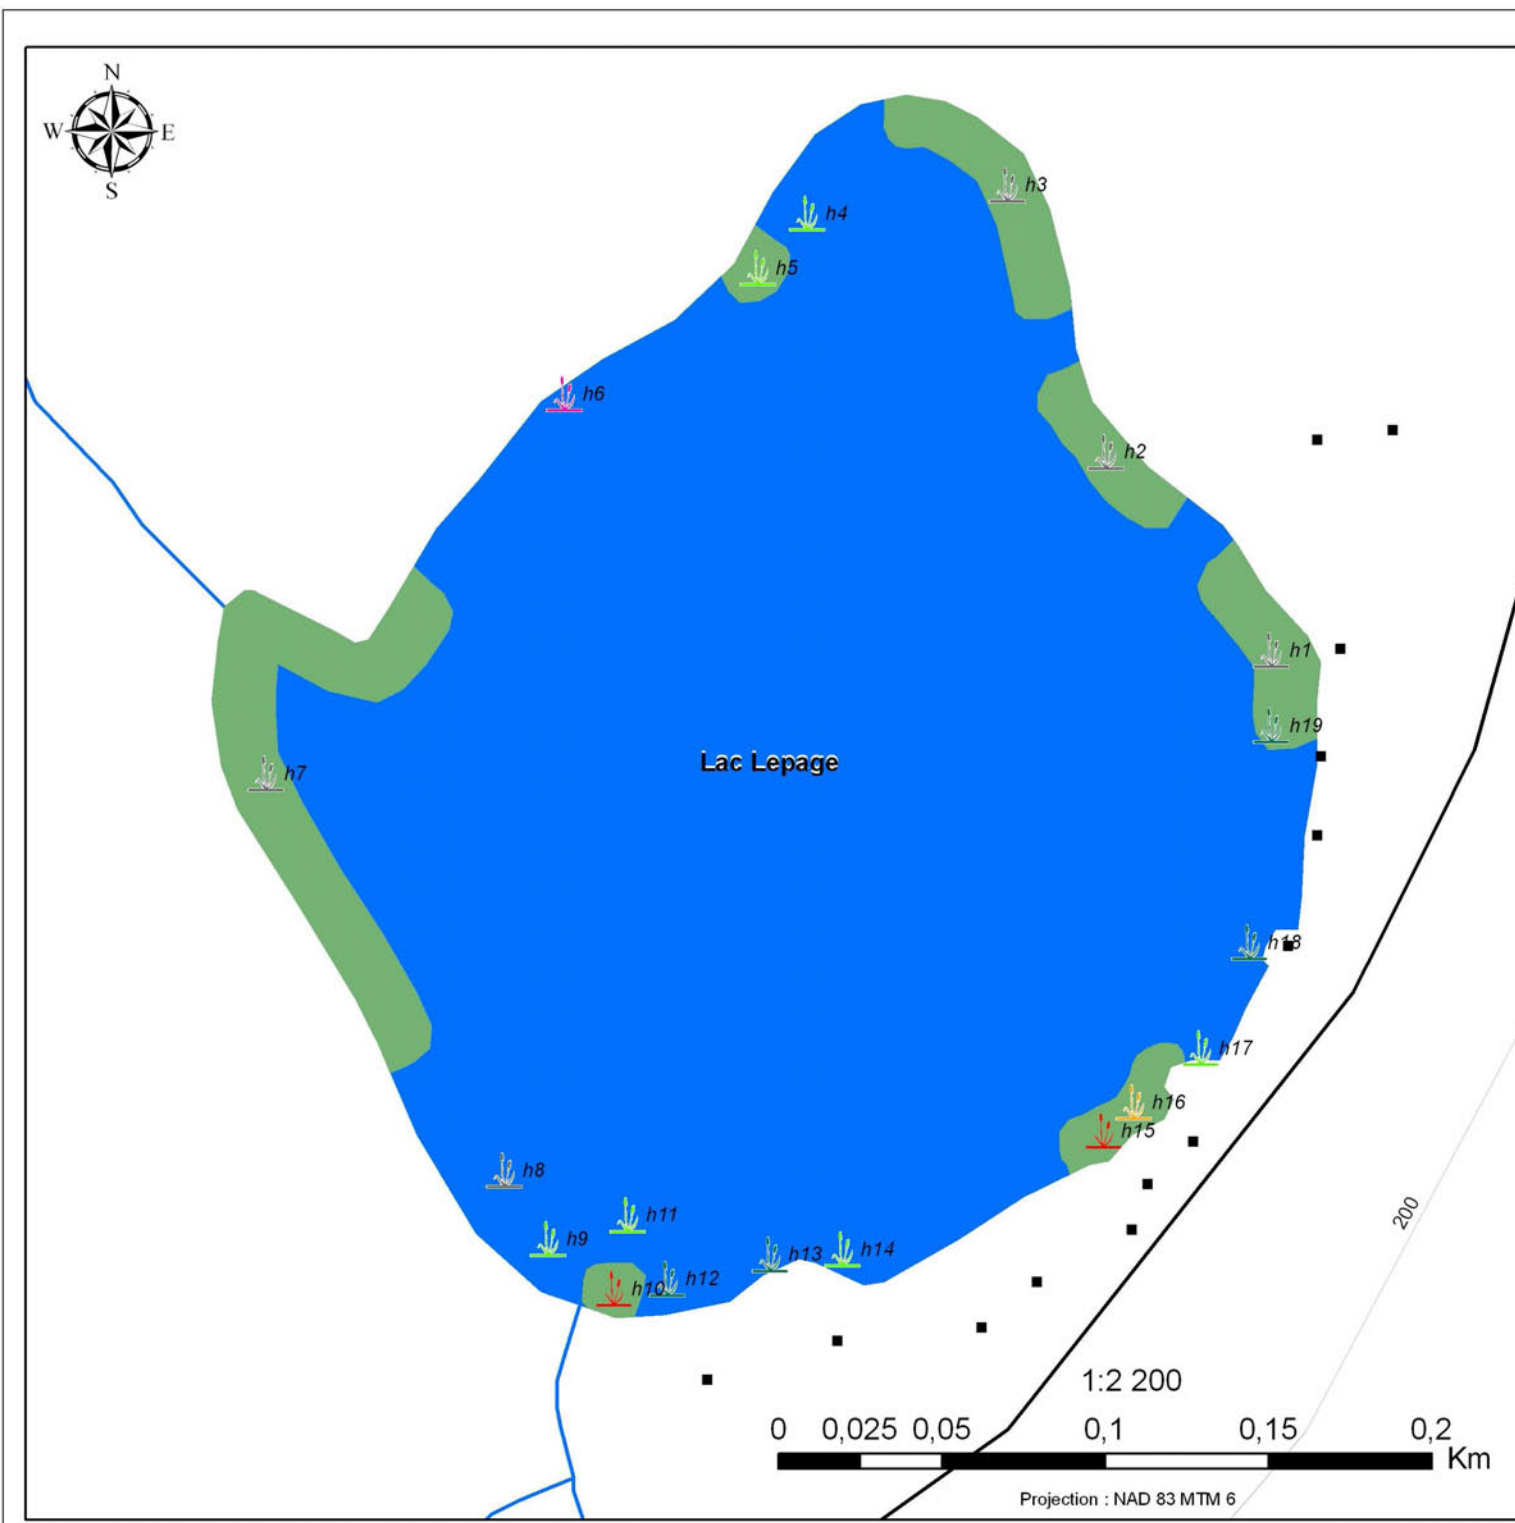 N
W E
S
h3
h4
h5
h6
h2
h1
h19
Lac Lepage
h7
h18
h17
h16
h15
h8
h11
h9
h13
h14
h12
h10
200
1:2 200
0 0,025 0,05 0,1 0,15 0,2
Km
Projection : NAD 83 MTM 6